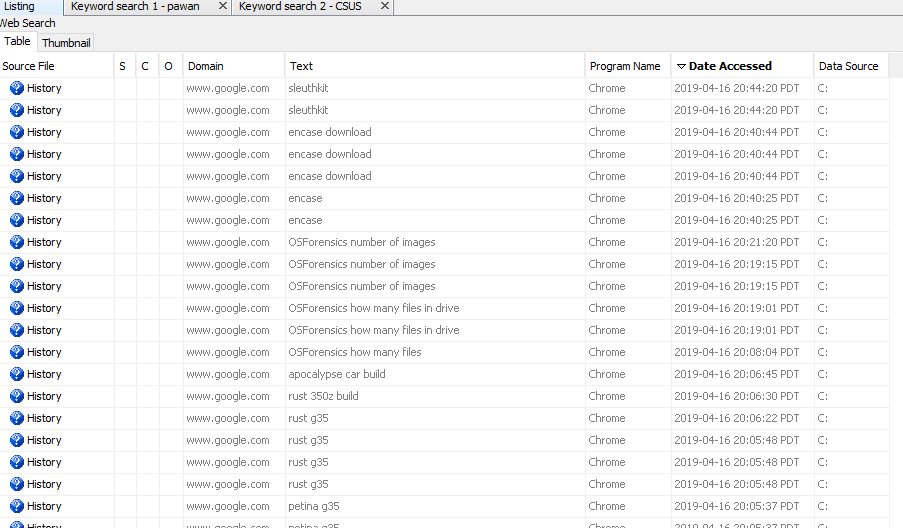 Listing Keyword search 1 - pawan Keyword search 2 - CSUS
Web Search
Table Thumbnail
Source File S C O Domain Text Program Name Date Accessed Data Source
History www.google.com sleuthkit Chrome 2019-04-16 20:44:20 PDT C:
History www.google.com sleuthkit Chrome 2019-04-16 20:44:20 PDT C:
History www.google.com encase download Chrome 2019-04-16 20:40:44 PDT C:
History www.google.com encase download Chrome 2019-04-16 20:40:44 PDT C:
History www.google.com encase download Chrome 2019-04-16 20:40:44 PDT C:
History www.google.com encase Chrome 2019-04-16 20:40:25 PDT C:
History www.google.com encase Chrome 2019-04-16 20:40:25 PDT C:
History www.google.com OSForensics number of images Chrome 2019-04-16 20:21:20 PDT C:
History www.google.com OSForensics number of images Chrome 2019-04-16 20:19:15 PDT C:
History www.google.com OSForensics number of images Chrome 2019-04-16 20:19:15 PDT C:
History www.google.com OSForensics how many files in drive Chrome 2019-04-16 20:19:01 PDT C:
History www.google.com OSForensics how many files in drive Chrome 2019-04-16 20:19:01 PDT C:
History www.google.com OSForensics how many files Chrome 2019-04-16 20:08:04 PDT C:
History www.google.com apocalypse car build Chrome 2019-04-16 20:06:45 PDT C:
History www.google.com rust 350z build Chrome 2019-04-16 20:06:30 PDT C:
History www.google.com rust g35 Chrome 2019-04-16 20:06:22 PDT C:
History www.google.com rust g35 Chrome 2019-04-16 20:05:48 PDT C:
History www.google.com rust g35 Chrome 2019-04-16 20:05:48 PDT C:
History www.google.com rust g35 Chrome 2019-04-16 20:05:48 PDT C:
History www.google.com petina g35 Chrome 2019-04-16 20:05:37 PDT C:
History www.google.com petina g35 Chrome 2019-04-16 20:05:37 PDT C: